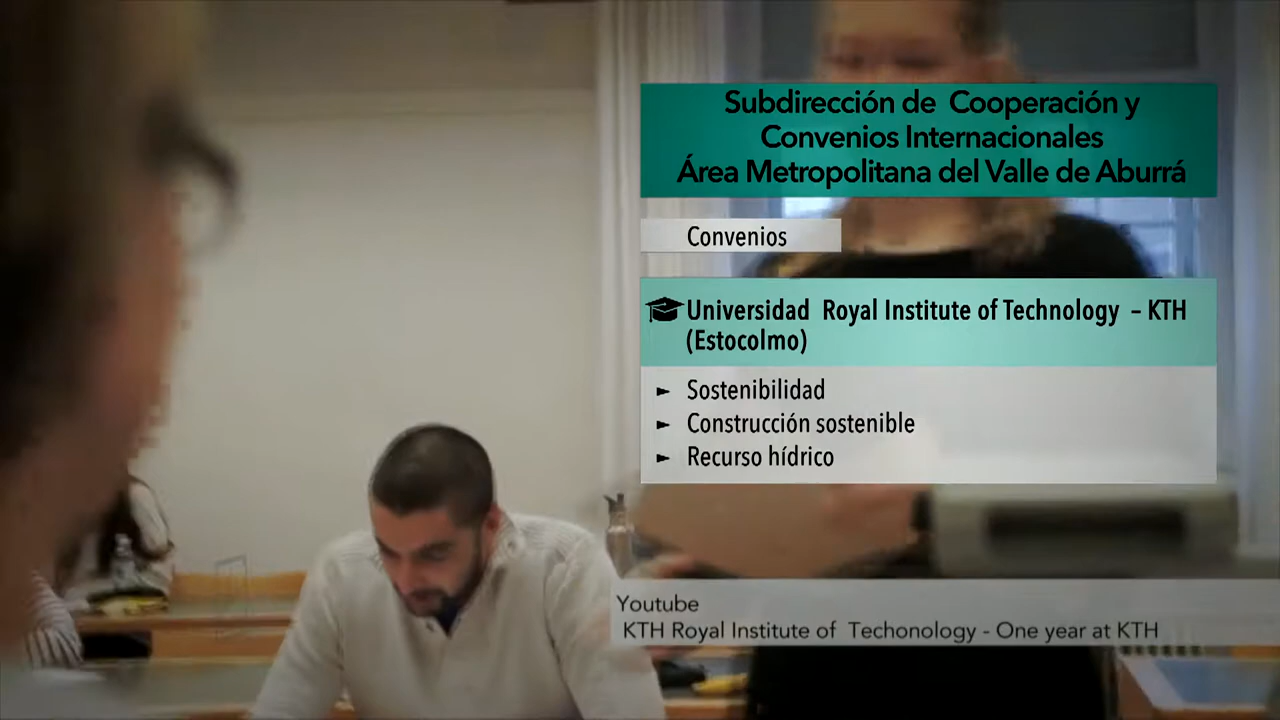 Subdirección de Cooperación y
Convenios Internacionales
Área Metropolitana del Valle de Aburrá
Convenios
Universidad Royal Institute of Technology – KTH
(Estocolmo)
► Sostenibilidad
► Construcción sostenible
► Recurso hídrico
Youtube
KTH Royal Institute of Techonology - One year at KTH